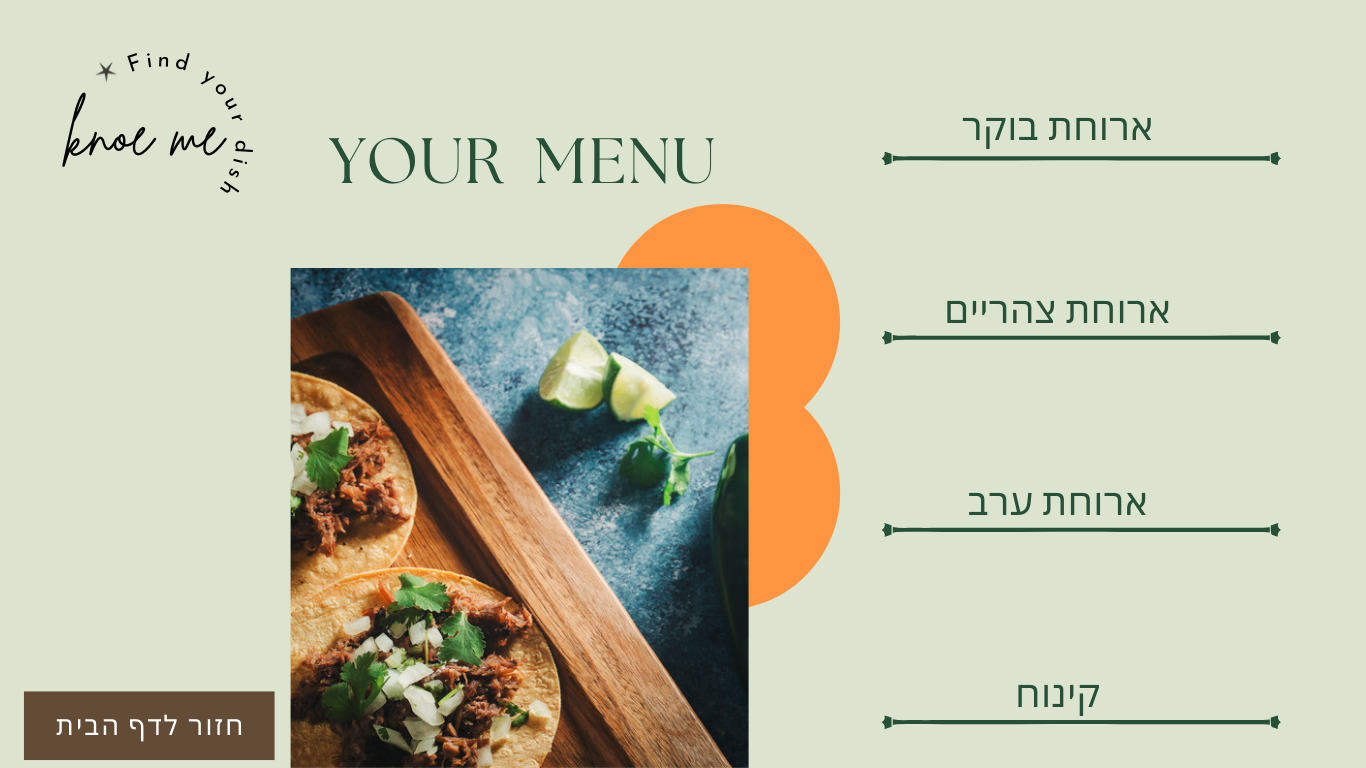 Find your dish
knoe me
YOUR MENU
ארוחת בוקר
ארוחת צהריים
ארוחת ערב
קינוח
חזור לדף הבית